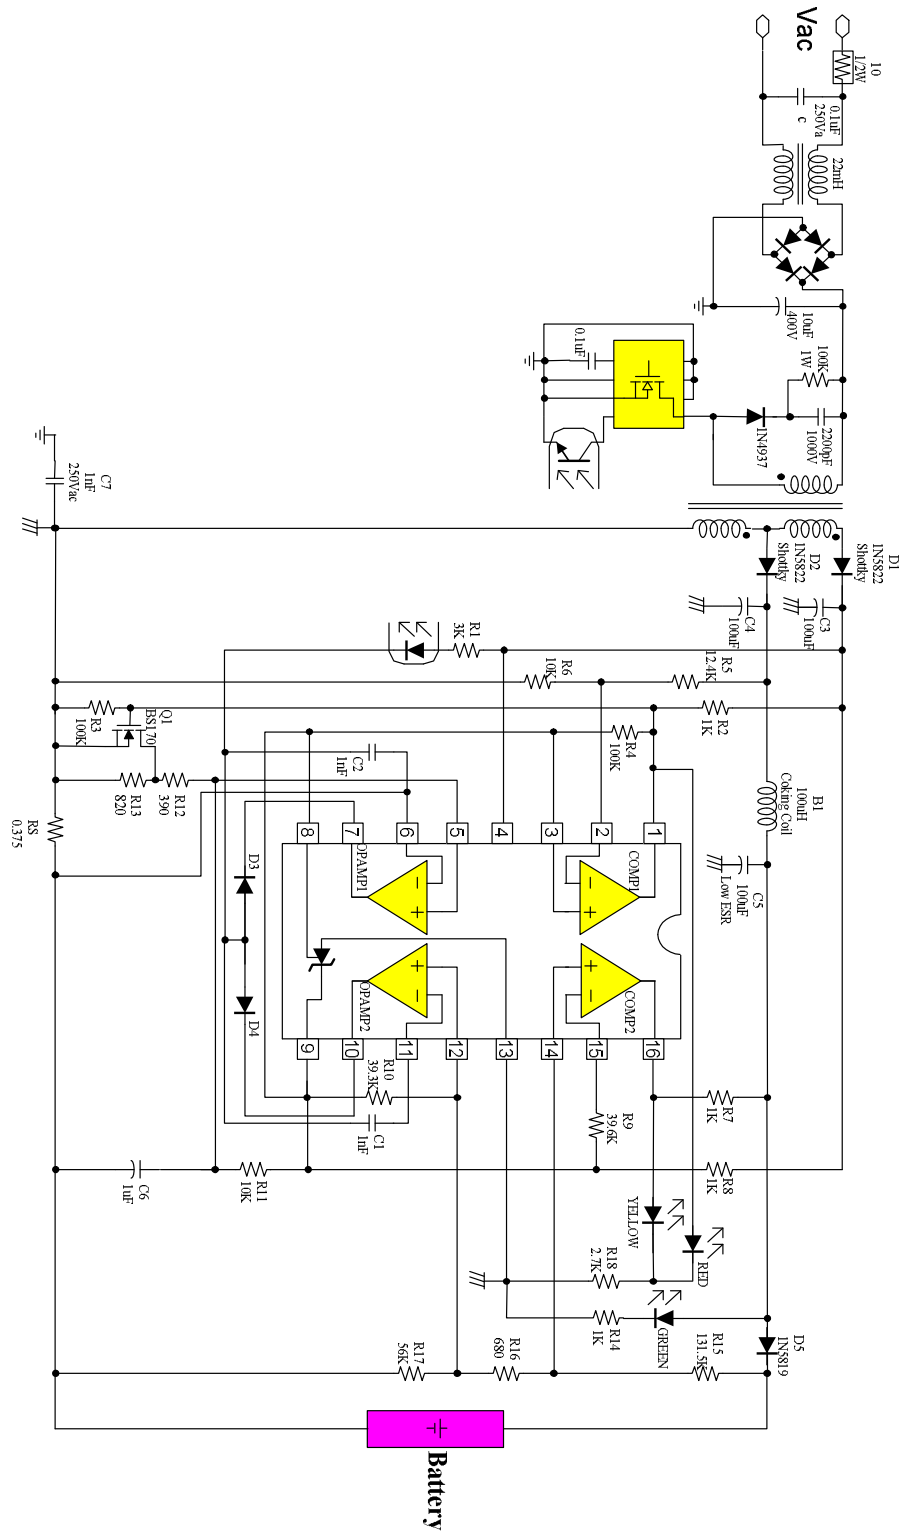 Vac
10
1/2W
0.1uF
250Va
c
22mH
10uF
400V
100K
1W
2200pF
1000V
1N4937
0.1uF
C7
1nF
250Vac
D1
1N5822
Shottky
D2
1N5822
Shottky
C3
100uF
C4
100uF
R1
3K
R5
12.4K
R6
10K
R2
1K
R3
100K
Q1
BS170
R4
100K
C2
1nF
R12
390
R13
820
RS
0.375
B1
100uH
Coking Coil
C5
100uF
Low ESR
1
2
3
4
5
6
7
8
COMP1
OPAMP1
COMP2
OPAMP2
16
15
14
13
12
11
10
9
D3
D4
R10
39.3K
C1
1nF
R9
39.6K
R7
1K
R8
1K
R11
10K
C6
1uF
YELLOW
RED
R18
2.7K
GREEN
R14
1K
D5
1N5819
R15
131.5K
R16
680
R17
56K
Battery